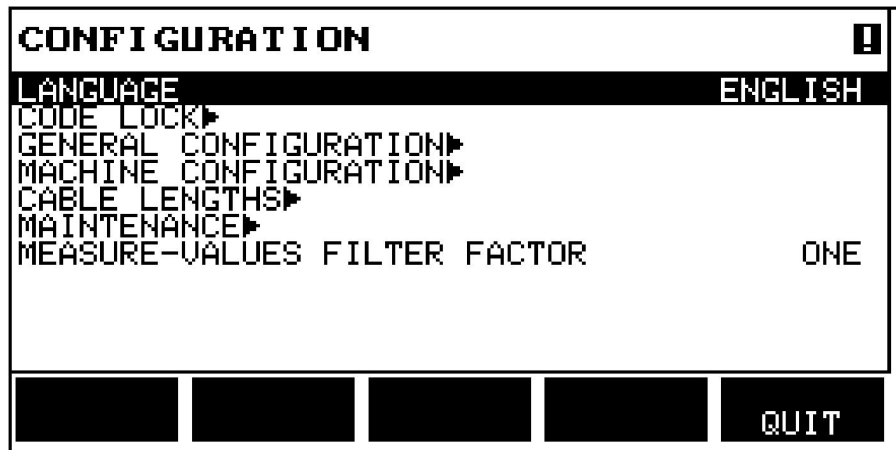 CONFIGURATION !
LANGUAGE ENGLISH
CODE LOCK▶
GENERAL CONFIGURATION▶
MACHINE CONFIGURATION▶
CABLE LENGTHS▶
MAINTENANCE▶
MEASURE-VALUES FILTER FACTOR ONE
QUIT